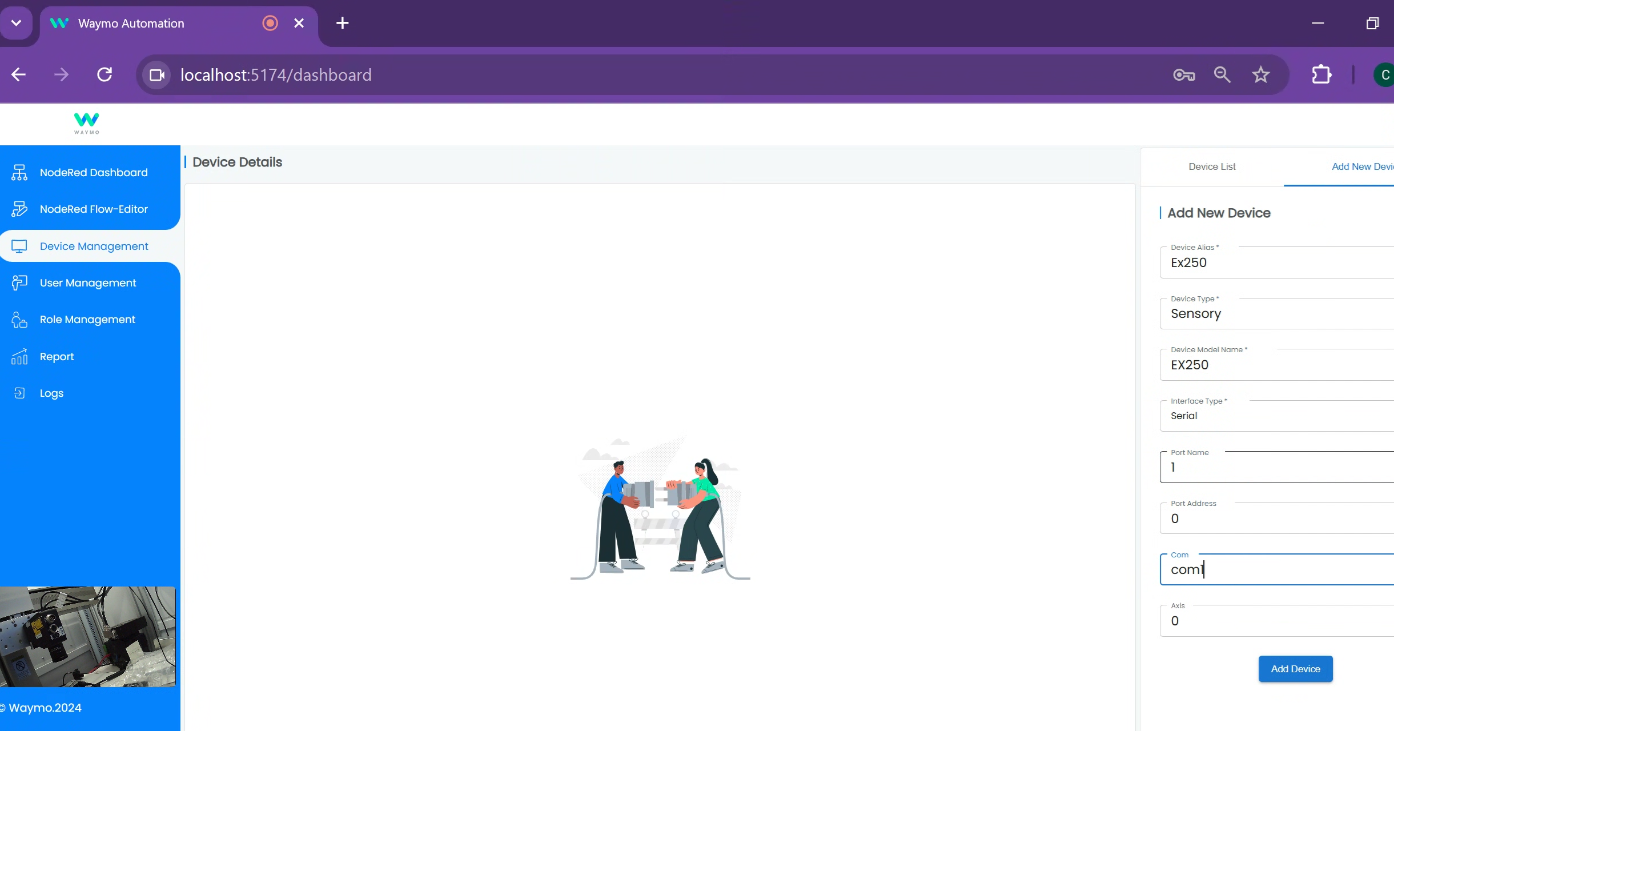 Waymo Automation
localhost:5174/dashboard
C
WAYMO
NodeRed Dashboard
NodeRed Flow-Editor
Device Management
User Management
Role Management
Report
Logs
© Waymo.2024
Device Details
Device List
Add New Devi
Add New Device
Device Alias *
Ex250
Device Type *
Sensory
Device Model Name *
EX250
Interface Type *
Serial
Port Name
1
Port Address
0
Com
com1
Axis
0
Add Device